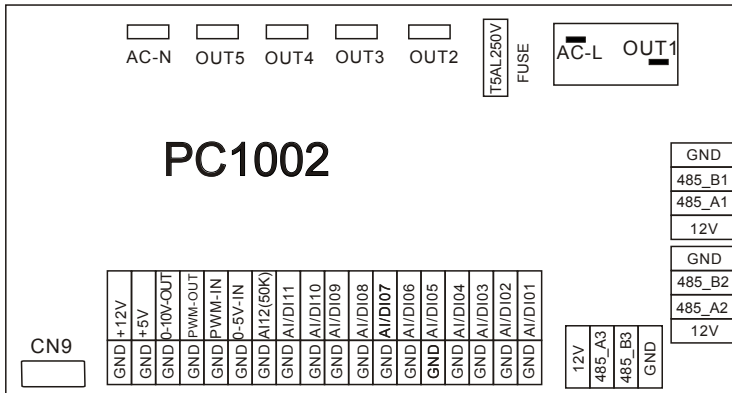 AC-N OUT5 OUT4 OUT3 OUT2
T5AL250V
FUSE
AC-L OUT1
PC1002
GND
485_B1
485_A1
12V
GND
485_B2
485_A2
12V
+12V
+5V
0-10V-OUT
PWM-OUT
PWM-IN
0-5V-IN
AI12(50K)
AI/DI11
AI/DI10
AI/DI09
AI/DI08
AI/DI07
AI/DI06
AI/DI05
AI/DI04
AI/DI03
AI/DI02
AI/DI01
GND GND GND GND GND GND GND GND GND GND GND GND GND GND GND GND GND GND
CN9
12V
485_A3
485_B3
GND